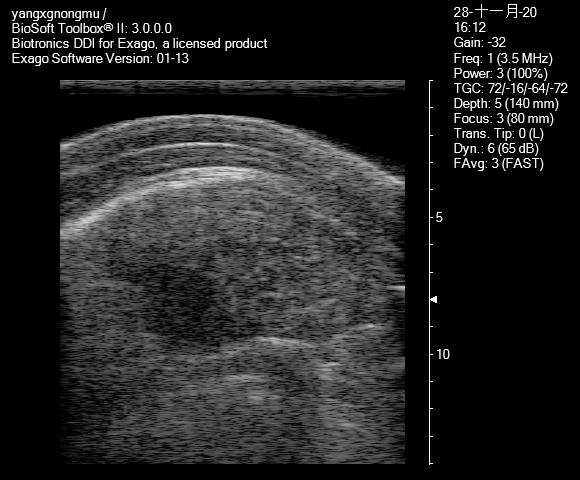 yangxgnongmu /
BioSoft Toolbox® II: 3.0.0.0
Biotronics DDI for Exago, a licensed product
Exago Software Version: 01-13
28-十一月-20
16:12
Gain: -32
Freq: 1 (3.5 MHz)
Power: 3 (100%)
TGC: 72/-16/-64/-72
Depth: 5 (140 mm)
Focus: 3 (80 mm)
Trans. Tip: 0 (L)
Dyn.: 6 (65 dB)
FAvg: 3 (FAST)
5
10